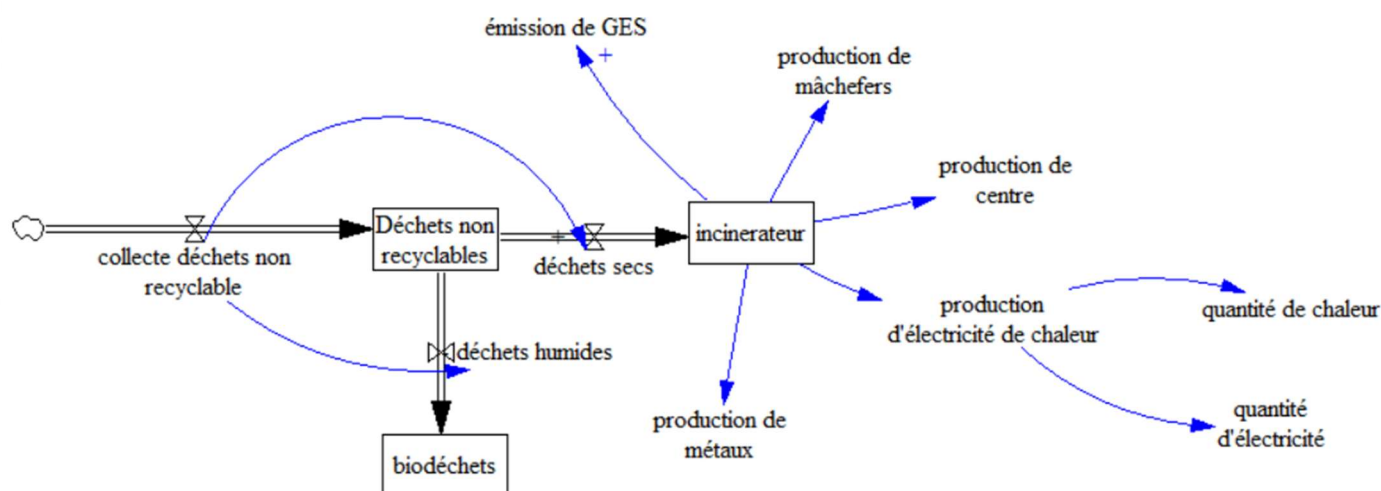 émission de GES
+
production de
mâchefers
production de
centre
Déchets non
recyclables
+
incinerateur
collecte déchets non
recyclable
déchets secs
production
d'électricité de chaleur
quantité de chaleur
déchets humides
production de
métaux
quantité
d'électricité
biodéchets